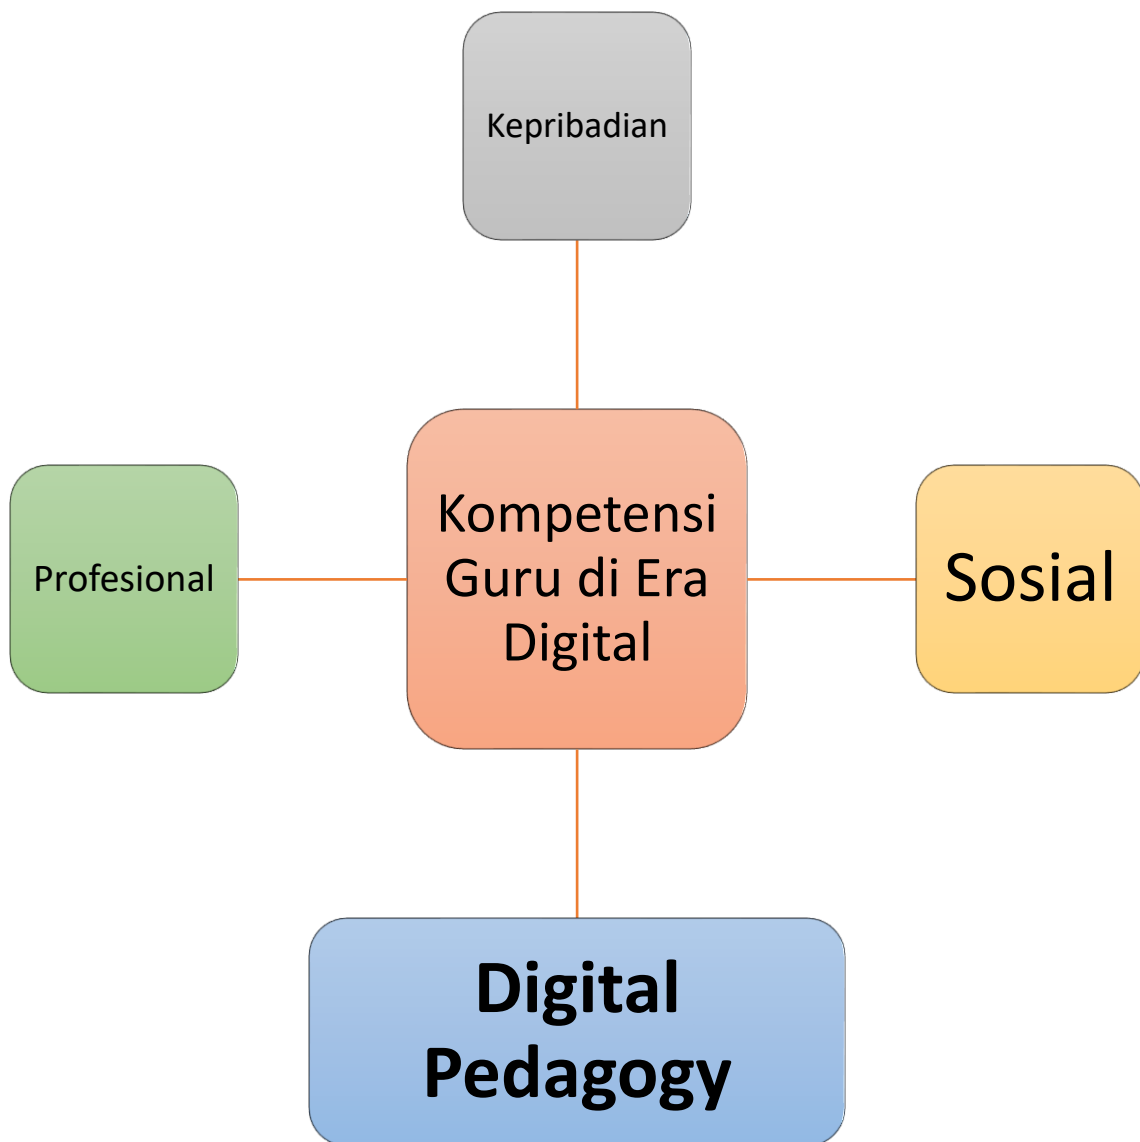 Kepribadian
Profesional
Kompetensi
Guru di Era
Digital
Sosial
Digital
Pedagogy